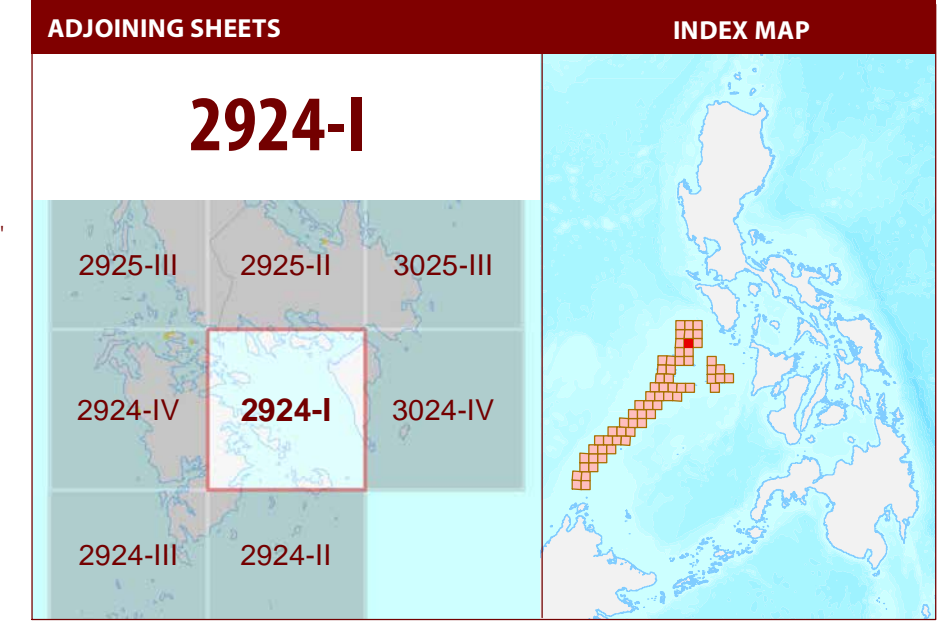 ADJOINING SHEETS
INDEX MAP
2924-I
2925-III 2925-II 3025-III
2924-IV 2924-I 3024-IV
2924-III 2924-II